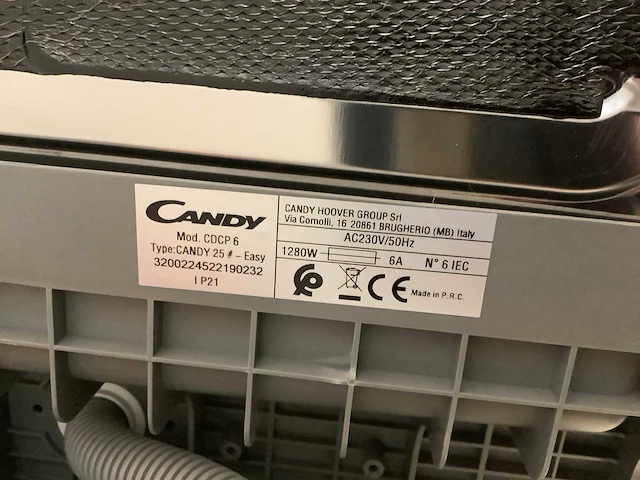 CANDY
Mod. CDCP 6
Type:CANDY 25 # - Easy
3200224522190232
I P21
CANDY HOOVER GROUP Srl
Via Comolli, 16 20861 BRUGHERIO (MB) Italy
AC230V/50Hz
1280W 6A N° 6 IEC
CE Made in P.R.C.